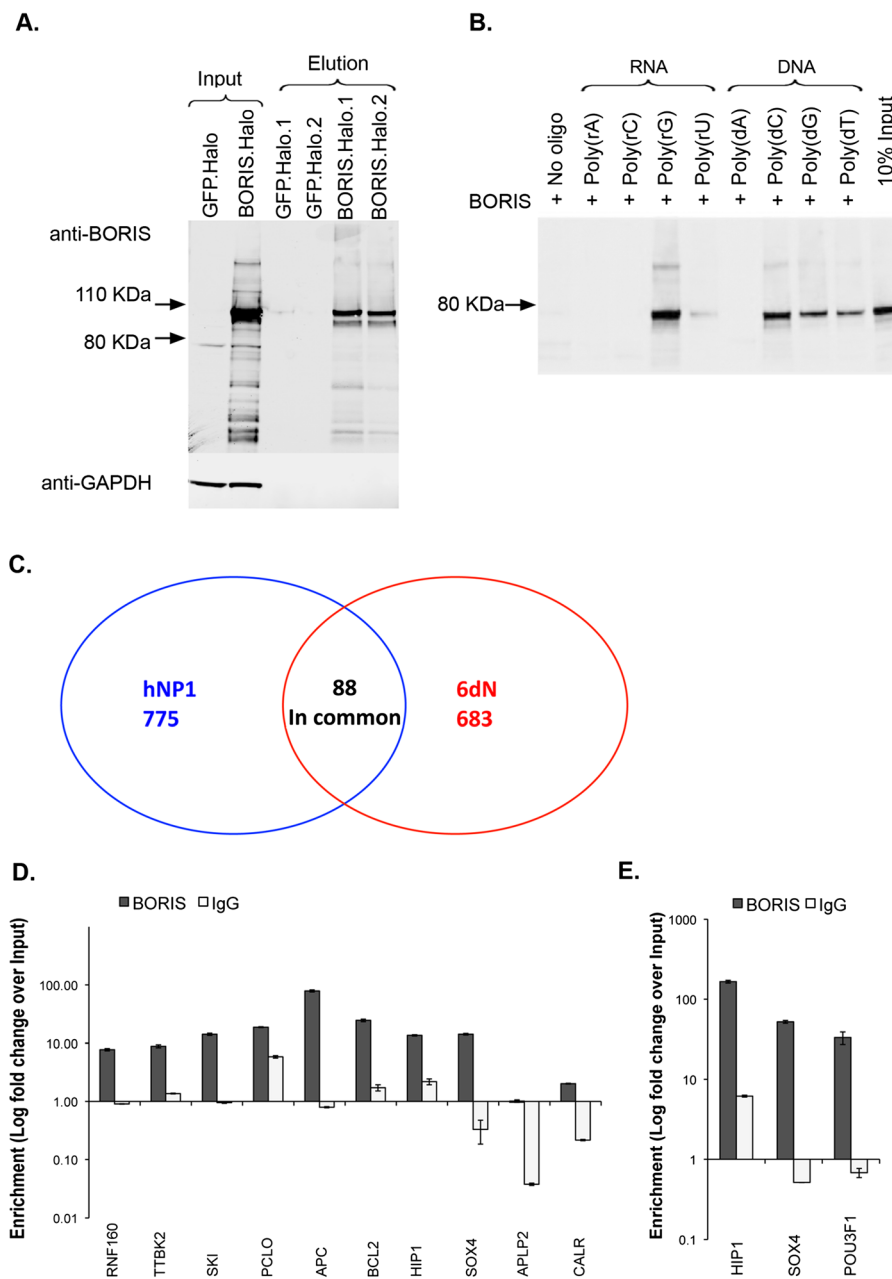 A.
Input
Elution
GFP.Halo
BORIS.Halo
GFP.Halo.1
GFP.Halo.2
BORIS.Halo.1
BORIS.Halo.2
anti-BORIS
110 KDa
80 KDa
anti-GAPDH
B.
RNA
DNA
No oligo
Poly(rA)
Poly(rC)
Poly(rG)
Poly(rU)
Poly(dA)
Poly(dC)
Poly(dG)
Poly(dT)
10% Input
BORIS + + + + + + + + +
80 KDa
C.
hNP1
775
88
In common
6dN
683
D.
BORIS IgG
Enrichment (Log fold change over Input)
100.00
10.00
1.00
0.10
0.01
RNF160
TTBK2
SKI
PCLO
APC
BCL2
HIP1
SOX4
APLP2
CALR
E.
BORIS IgG
Enrichment (Log fold change over Input)
1000
100
10
1
0.1
HIP1
SOX4
POU3F1